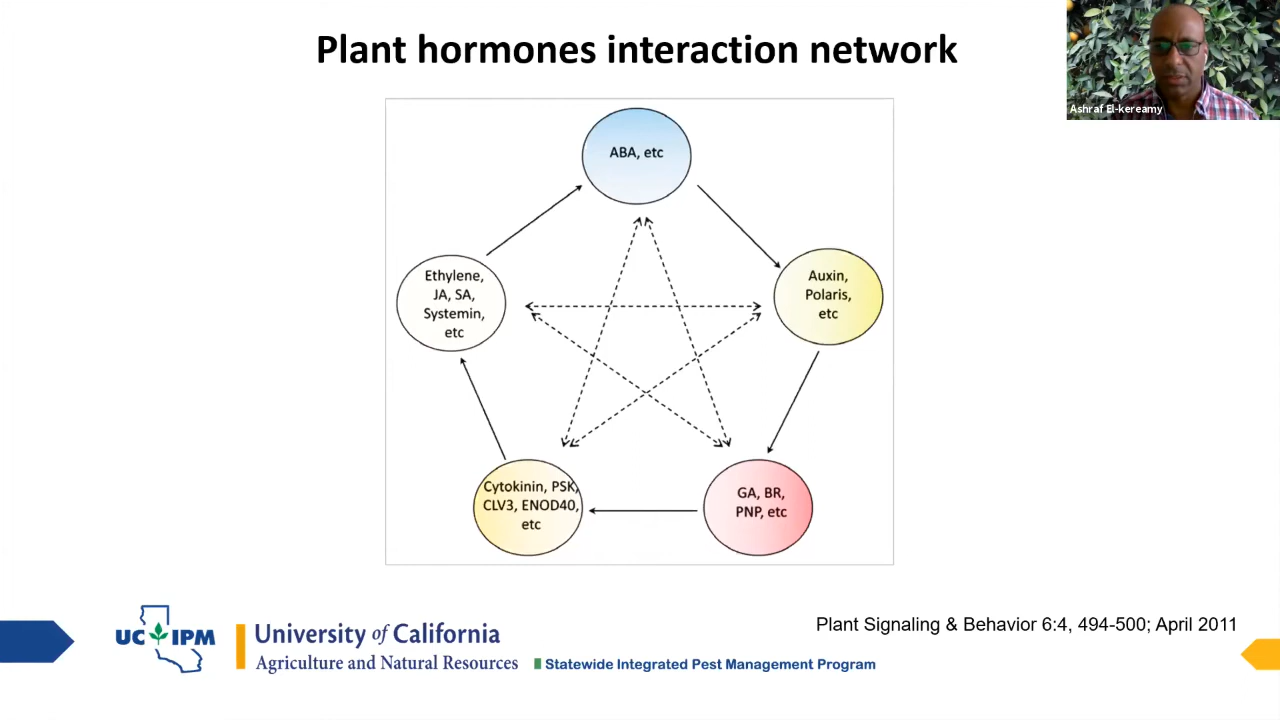 Plant hormones interaction network
Ashraf El-kereamy
ABA, etc
Ethylene,
JA, SA,
Systemin,
etc
Auxin,
Polaris,
etc
Cytokinin, PSK,
CLV3, ENOD40,
etc
GA, BR,
PNP, etc
Plant Signaling & Behavior 6:4, 494-500; April 2011
UC IPM
University of California
Agriculture and Natural Resources
Statewide Integrated Pest Management Program